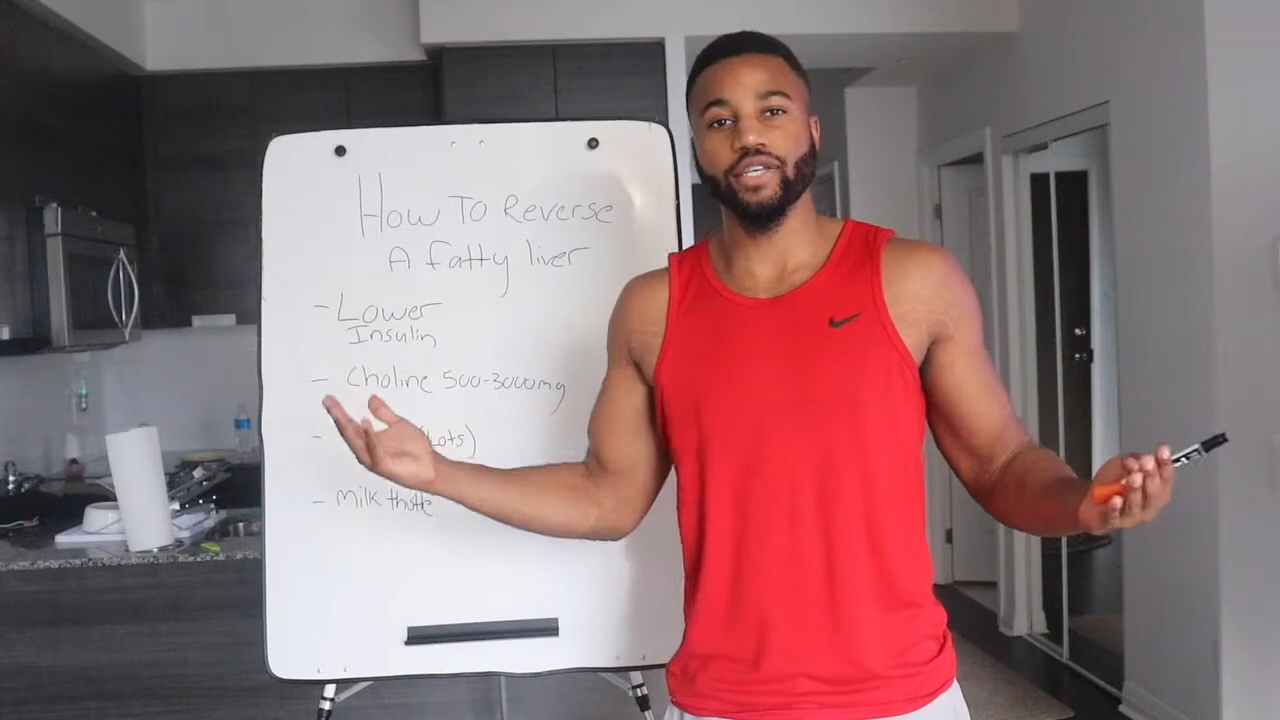 How To Reverse
A fatty liver
- Lower
Insulin
- Choline 500-3000mg
- (Lots)
- milk thistle